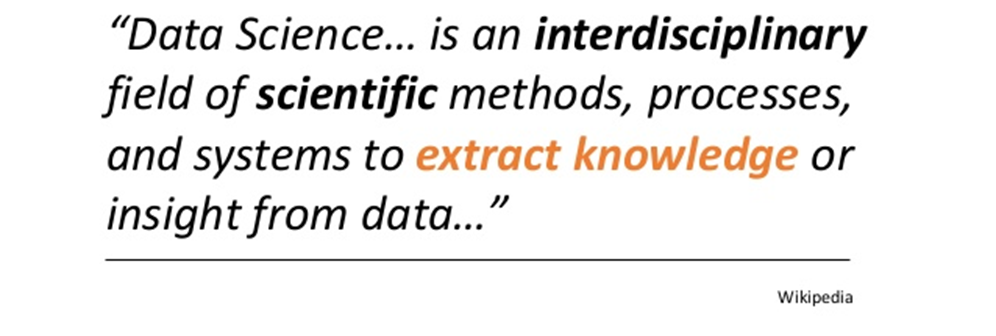 “Data Science... is an interdisciplinary
field of scientific methods, processes,
and systems to extract knowledge or
insight from data...”
Wikipedia